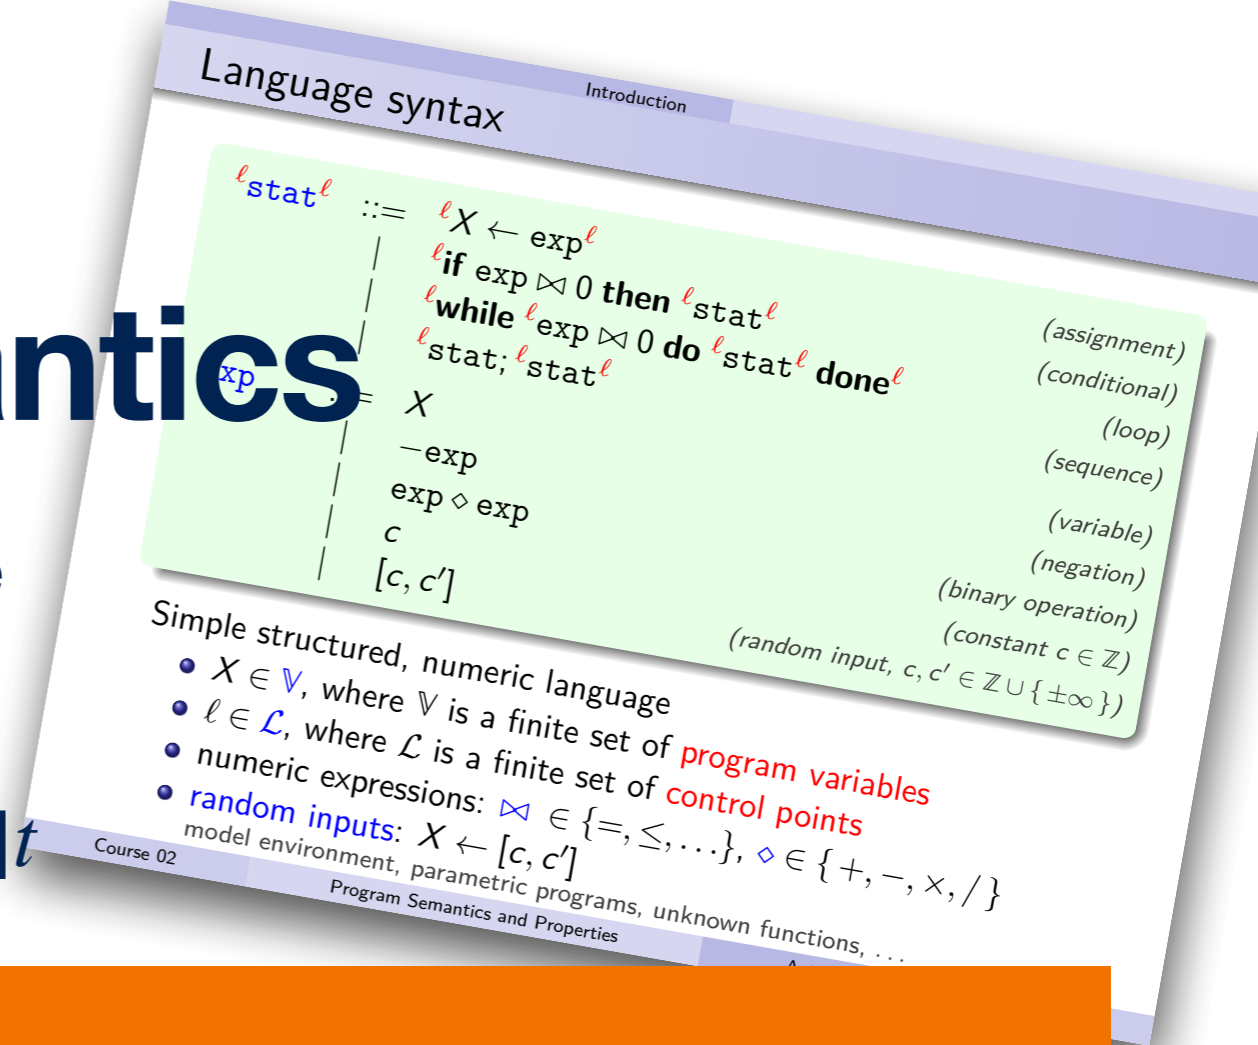 Introduction
Language syntax
ℓstatℓ ::= ℓX ← expℓ (assignment)
| ℓif exp ⋈ 0 then ℓstatℓ (conditional)
| ℓwhile ℓexp ⋈ 0 do ℓstatℓ doneℓ (loop)
| ℓstat; ℓstatℓ (sequence)
antics
xp = X (variable)
| −exp (negation)
| exp ⋄ exp (binary operation)
| c (constant c ∈ ℤ)
| [c, c′] (random input, c, c′ ∈ ℤ ∪ {±∞})
Simple structured, numeric language
X ∈ 𝕍, where 𝕍 is a finite set of program variables
ℓ ∈ ℒ, where ℒ is a finite set of control points
numeric expressions: ⋈ ∈ {=, ≤, ...}, ⋄ ∈ {+, −, ×, /}
random inputs: X ← [c, c′]
model environment, parametric programs, unknown functions, ...
t
Course 02
Program Semantics and Properties